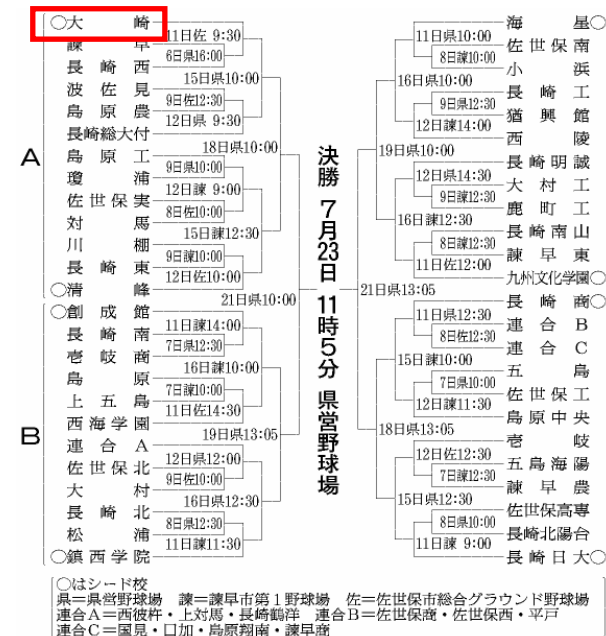 ○大崎
11日佐 9:30
諫早
6日県16:00
長崎西
15日県10:00
波佐見
9日佐12:30
島原農
12日県 9:30
長崎総大付
18日県10:00
A
島原工
9日県10:00
瓊浦
12日諫 9:00
佐世保実
8日佐10:00
対馬
15日諫12:30
川棚
9日諫10:00
長崎東
12日佐10:00
○清峰
21日県10:00
○創成館
11日諫14:00
長崎南
7日県12:30
壱岐商
16日諫10:00
島原
7日諫10:00
上五島
11日佐14:30
西海学園
19日県13:05
B
連合A
12日県12:00
佐世保北
9日佐10:00
大村
16日県12:30
長崎北
8日県12:30
松浦
11日諫11:30
○鎮西学院
決勝 7月23日 11時5分 県営野球場
海星○
11日県10:00
佐世保南
8日諫10:00
小浜
16日県10:00
長崎工
9日県12:30
猶興館
12日諫14:00
西陵
19日県10:00
長崎明誠
12日県14:30
大村工
9日諫12:30
鹿町工
16日諫12:30
長崎南山
8日諫12:30
諫早東
11日佐12:00
九州文化学園○
21日県13:05
長崎商○
11日県12:30
連合B
8日佐12:30
連合C
15日諫10:00
五島
7日県10:00
佐世保工
12日諫11:30
島原中央
18日県13:05
壱岐
12日佐12:30
五島海陽
7日諫12:30
諫早農
15日県12:30
佐世保高専
8日県10:00
長崎北陽台
11日諫 9:00
長崎日大○
○はシード校
県=県営野球場 諫=諫早市第1野球場 佐=佐世保市総合グラウンド野球場
連合A=西彼杵・上対馬・長崎鶴洋 連合B=佐世保商・佐世保西・平戸
連合C=国見・口加・島原翔南・諫早商